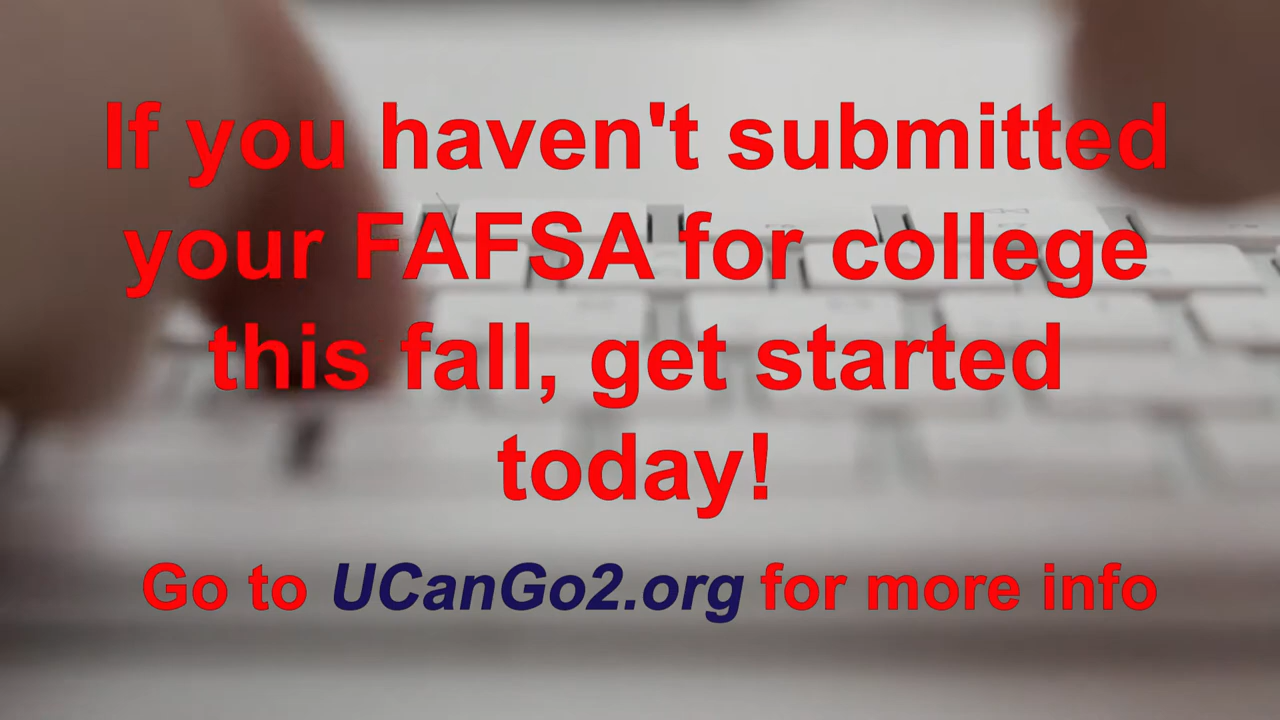 If you haven't submitted
your FAFSA for college
this fall, get started
today!
Go to UCanGo2.org for more info